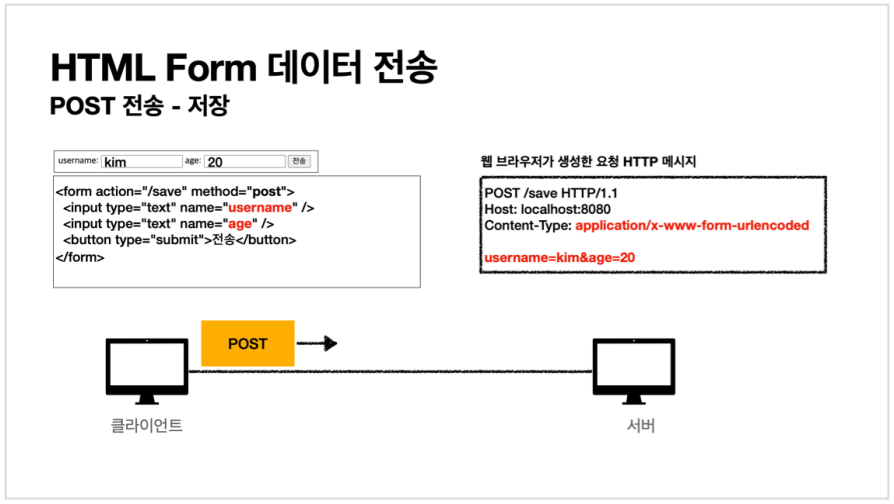 HTML Form 데이터 전송
POST 전송 - 저장
username: kim age: 20 전송
<form action="/save" method="post">
<input type="text" name="username" />
<input type="text" name="age" />
<button type="submit">전송</button>
</form>
웹 브라우저가 생성한 요청 HTTP 메시지
POST /save HTTP/1.1
Host: localhost:8080
Content-Type: application/x-www-form-urlencoded
username=kim&age=20
POST
클라이언트
서버